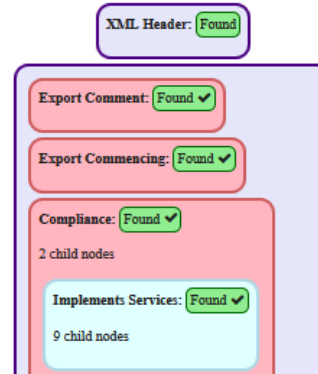 XML Header: Found
Export Comment: Found ✔
Export Commencing: Found ✔
Compliance: Found ✔
2 child nodes
Implements Services: Found ✔
9 child nodes